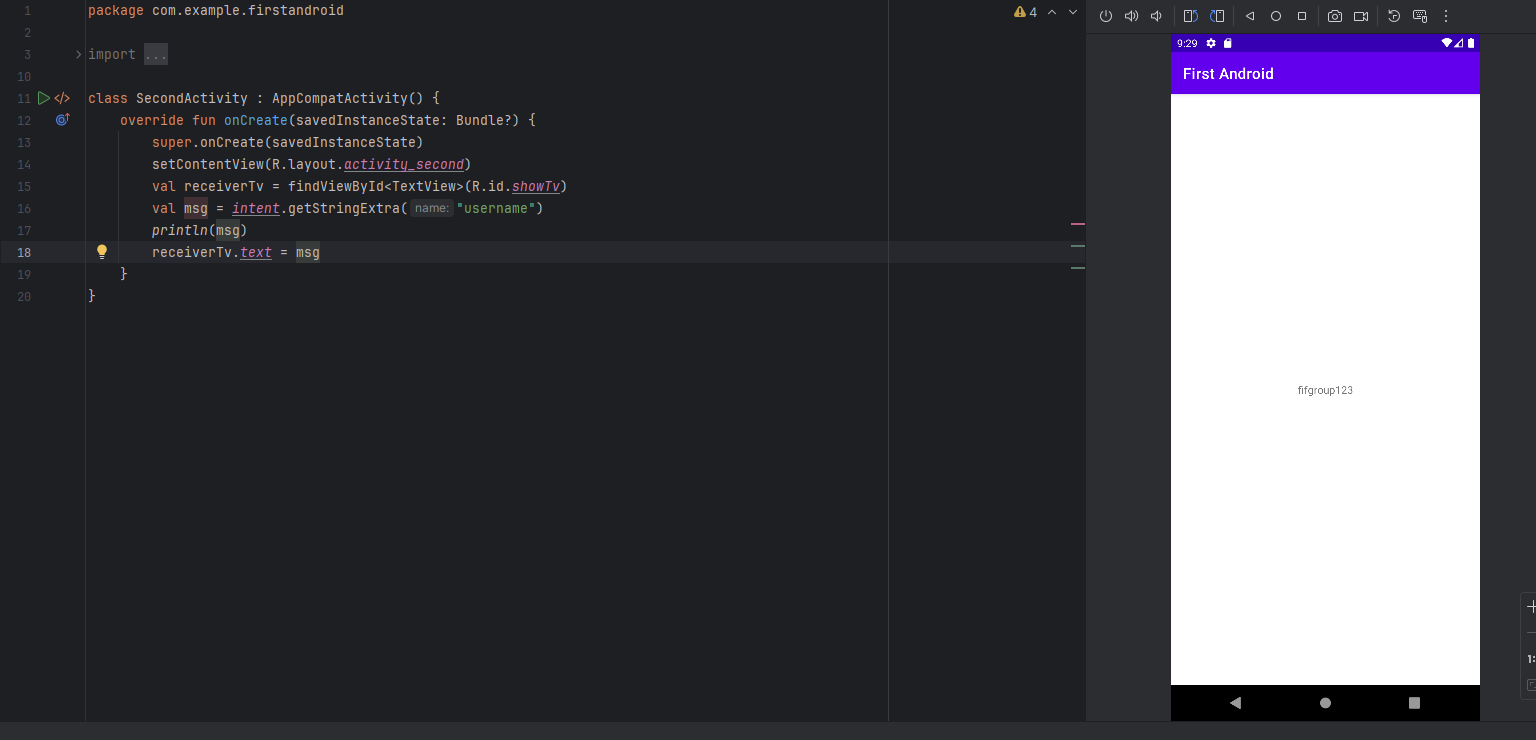 1 package com.example.firstandroid
2
3 import ...
10
11 class SecondActivity : AppCompatActivity() {
12 override fun onCreate(savedInstanceState: Bundle?) {
13 super.onCreate(savedInstanceState)
14 setContentView(R.layout.activity_second)
15 val receiverTv = findViewById<TextView>(R.id.showTv)
16 val msg = intent.getStringExtra( name: "username")
17 println(msg)
18 receiverTv.text = msg
19 }
20 }
4
9:29
First Android
fifgroup123
1: